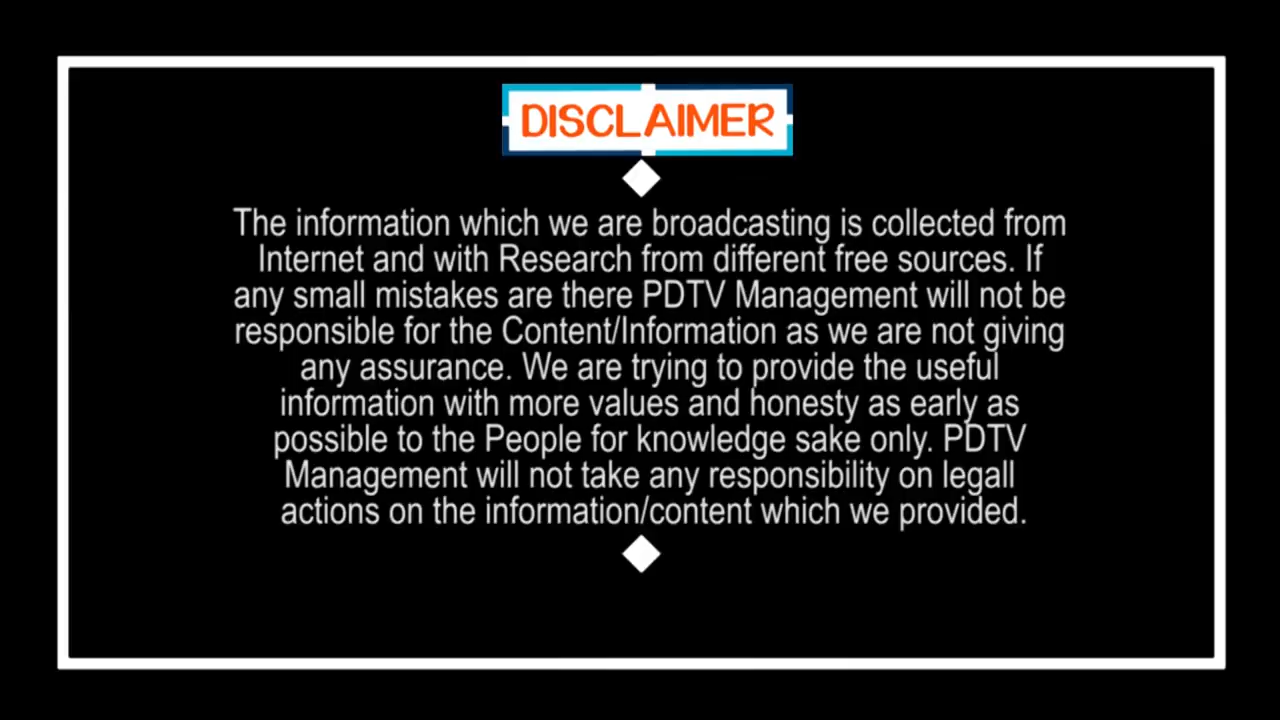 DISCLAIMER
The information which we are broadcasting is collected from
Internet and with Research from different free sources. If
any small mistakes are there PDTV Management will not be
responsible for the Content/Information as we are not giving
any assurance. We are trying to provide the useful
information with more values and honesty as early as
possible to the People for knowledge sake only. PDTV
Management will not take any responsibility on legall
actions on the information/content which we provided.